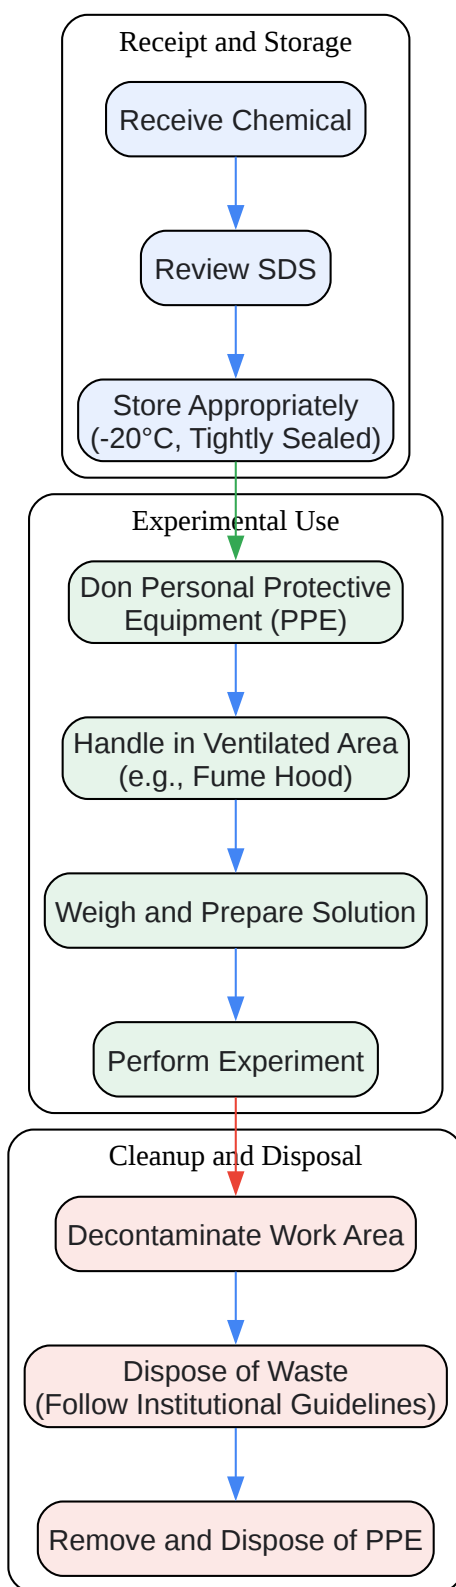 Receipt and Storage
Receive Chemical
Review SDS
Store Appropriately
(-20°C, Tightly Sealed)
Experimental Use
Don Personal Protective
Equipment (PPE)
Handle in Ventilated Area
(e.g., Fume Hood)
Weigh and Prepare Solution
Perform Experiment
Cleanup and Disposal
Decontaminate Work Area
Dispose of Waste
(Follow Institutional Guidelines)
Remove and Dispose of PPE